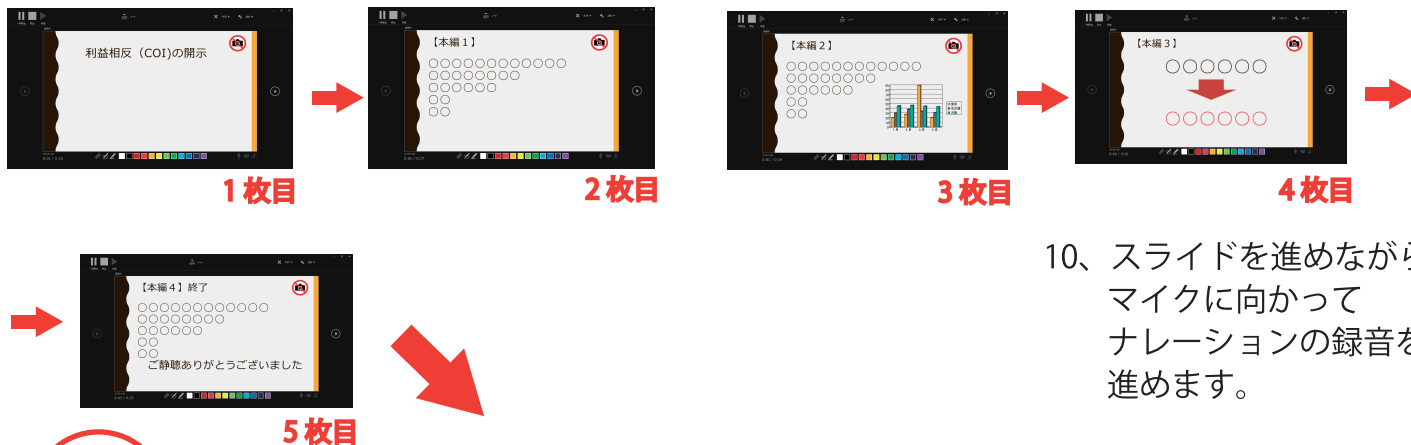 利益相反（COI)の開示
1枚目
【本編１】
○○○○○○○○○○○○
○○○○○○○○
○○○○○○
○○
○○
2枚目
【本編２】
○○○○○○○○○○○○
○○○○○○○○
○○○○○○
○○
○○
3枚目
【本編３】
○○○○○○
○○○○○○
4枚目
【本編４】終了
○○○○○○○○○○○○
○○○○○○○○
○○○○○○
○○
○○
ご静聴ありがとうございました
5枚目
10、スライドを進めながら
マイクに向かって
ナレーションの録音を
進めます。